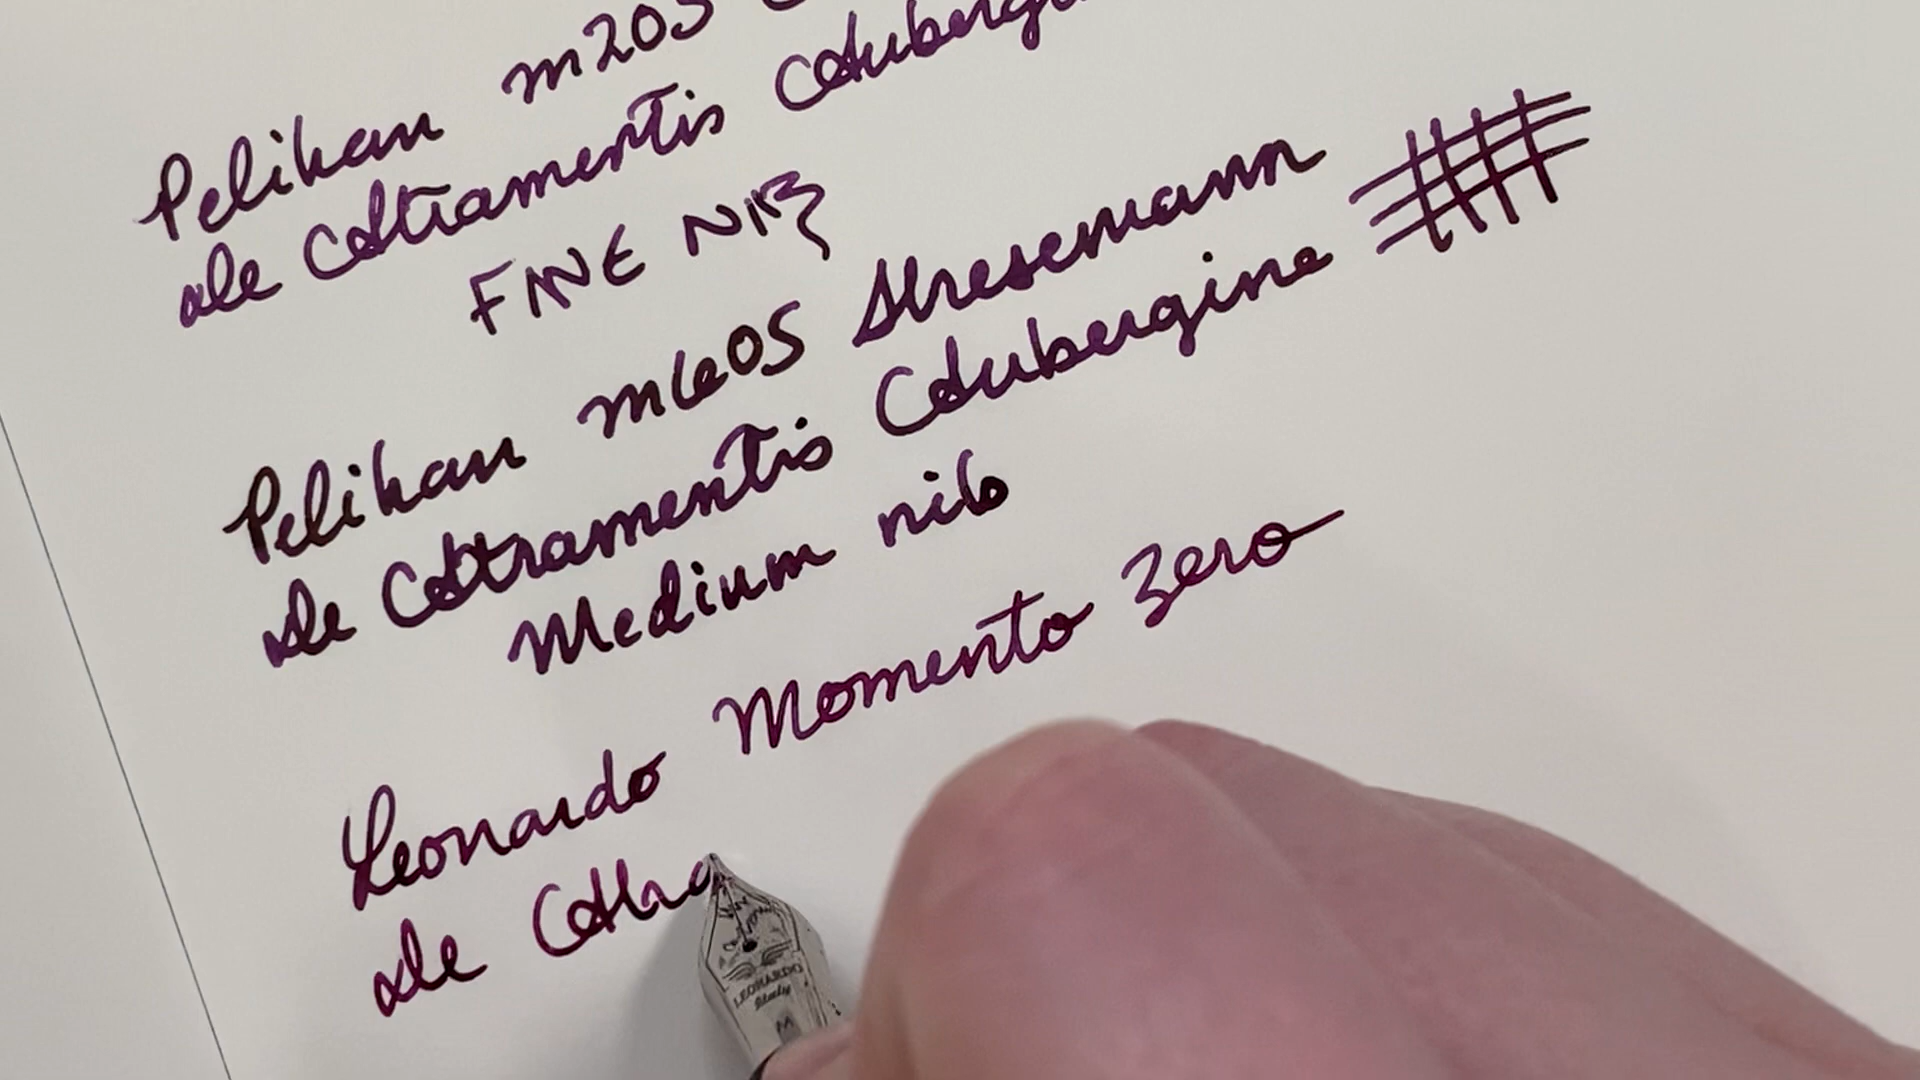 Pelikan m205
de Atramentis Auberg
FINE NIB
Pelikan m605 Stresemann
De Atramentis Aubergine
Medium nib
Leonardo Momento Zero
de Atra
LEONARDO
Italy
M